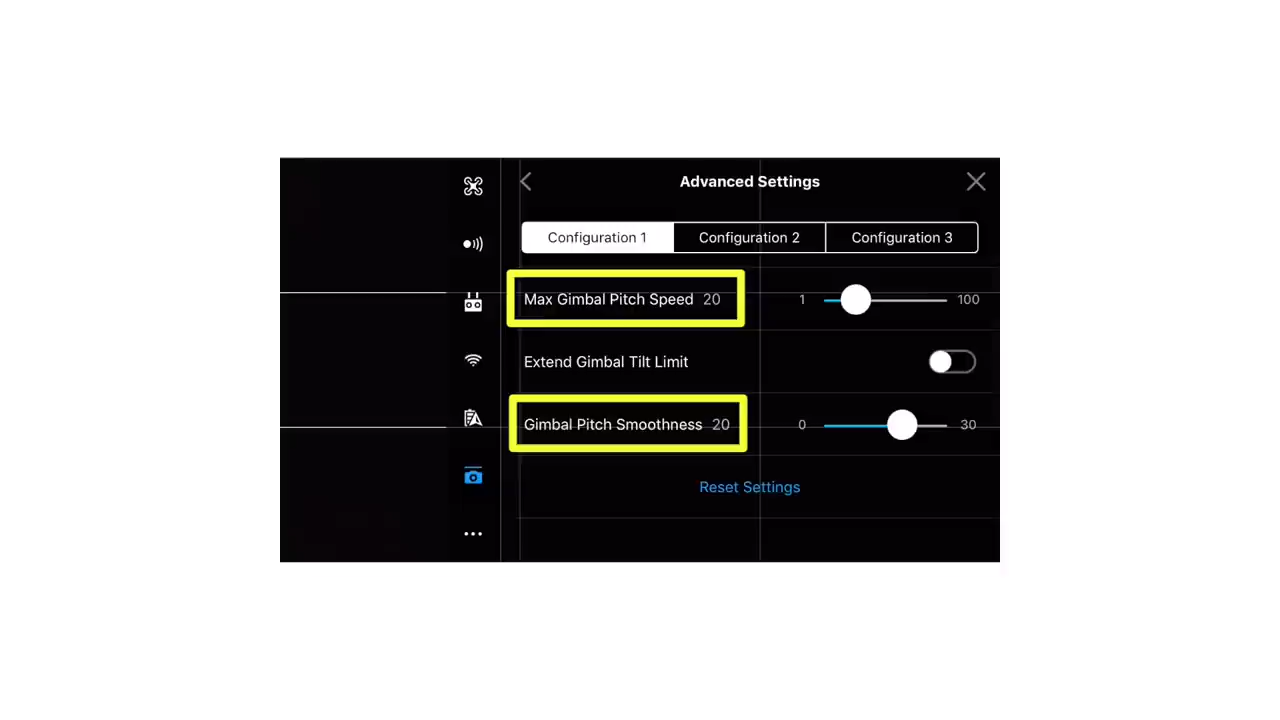 Advanced Settings
Configuration 1 Configuration 2 Configuration 3
Max Gimbal Pitch Speed 20 1 100
Extend Gimbal Tilt Limit
Gimbal Pitch Smoothness 20 0 30
Reset Settings